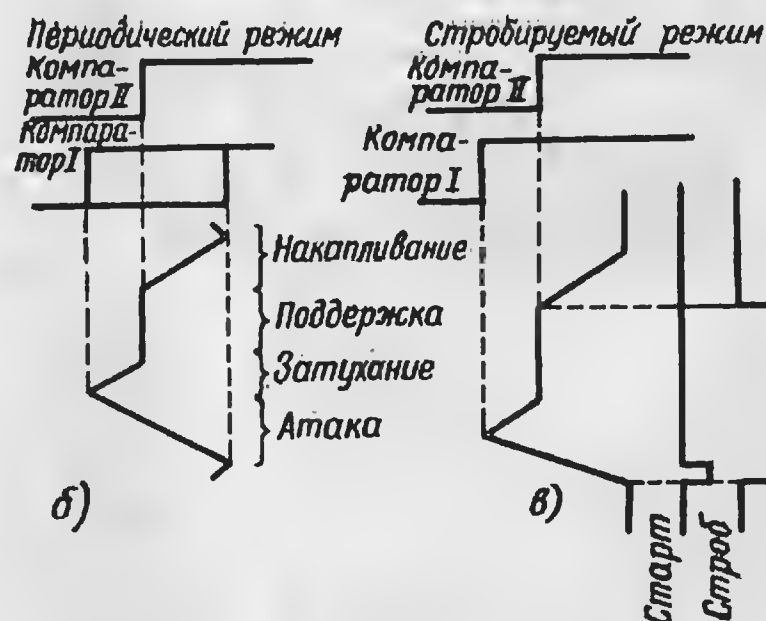 Периодический режим
Компа-
ратор II
Компара-
тор I
Накапливание
Поддержка
Затухание
Атака
б)
Стробируемый режим
Компа-
ратор II
Компа-
ратор I
в)
Старт
Строб